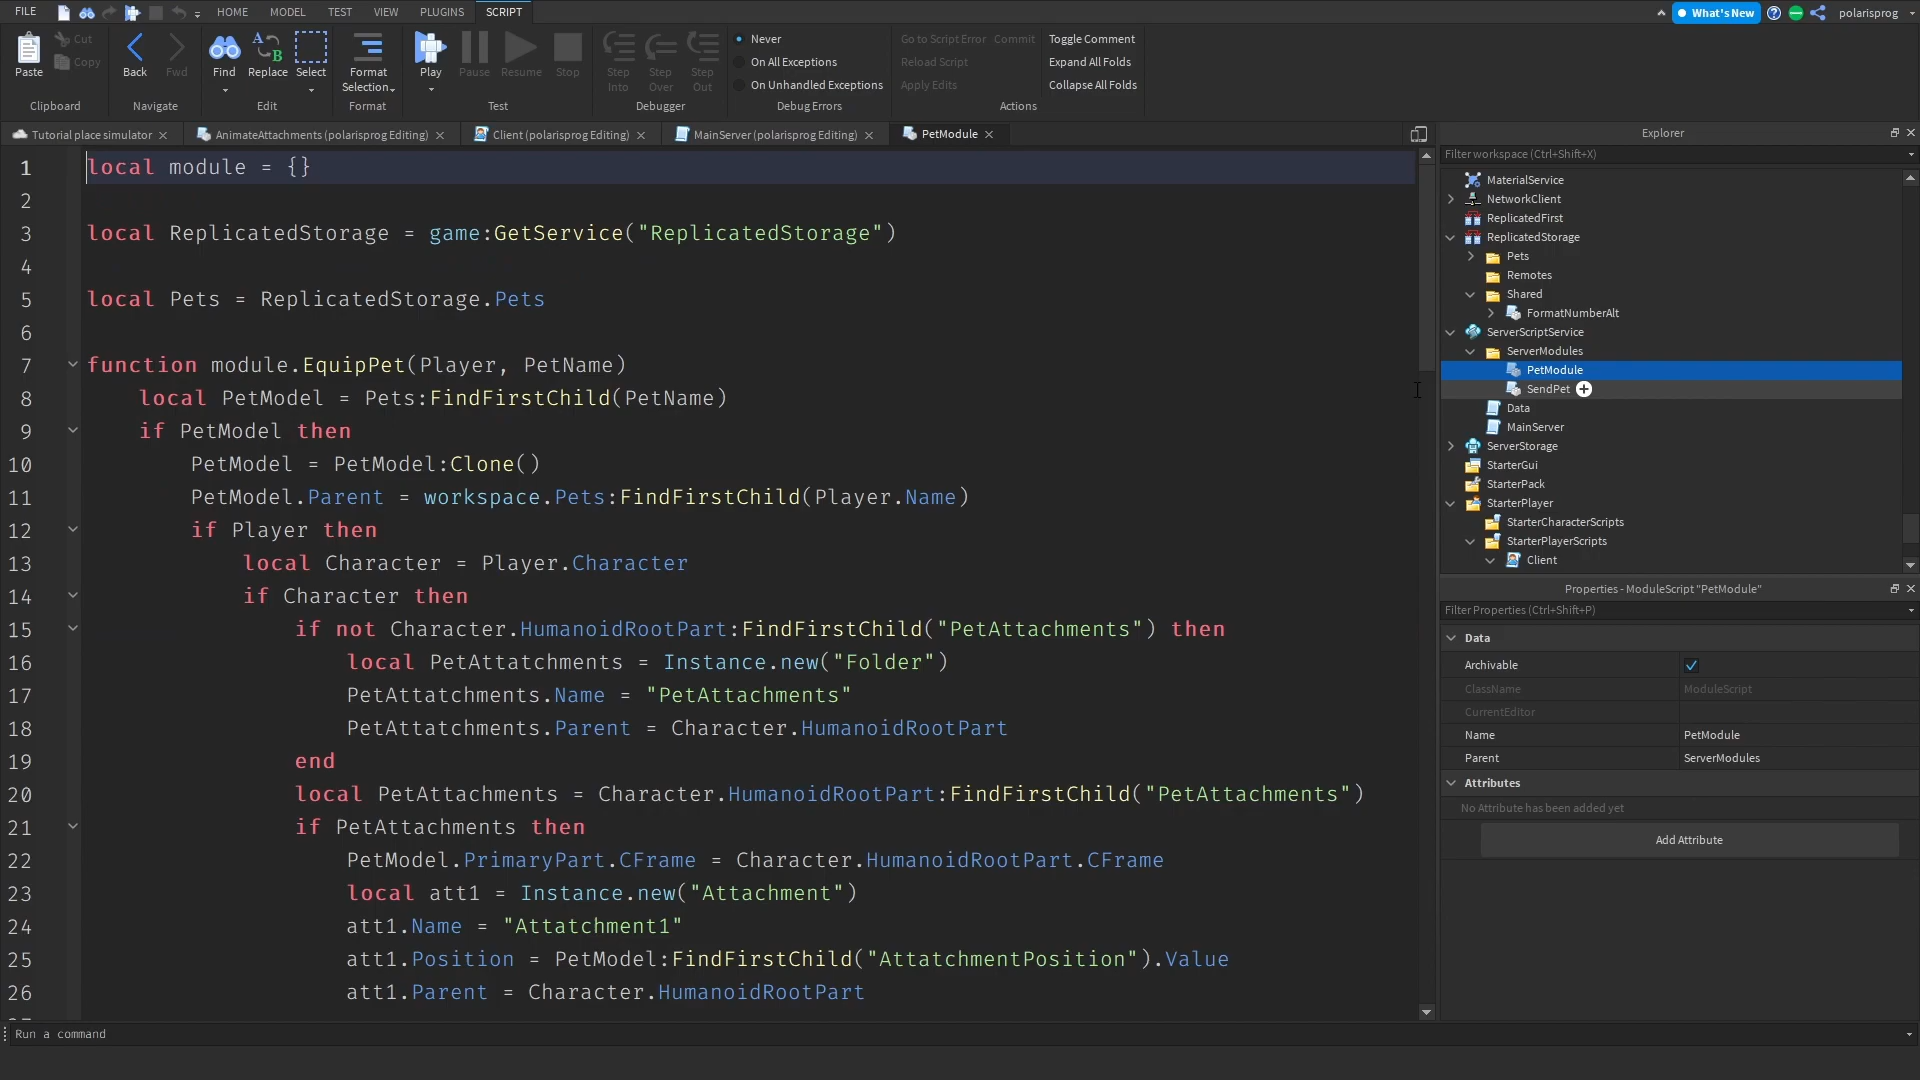 FILE HOME MODEL TEST VIEW PLUGINS SCRIPT What's New polarisprog
Paste Cut Copy Back Fwd Find Replace Select Format Selection Play Pause Resume Stop Step Into Step Over Step Out
Never
On All Exceptions
On Unhandled Exceptions
Go to Script Error Commit
Reload Script
Apply Edits
Toggle Comment
Expand All Folds
Collapse All Folds
Clipboard Navigate Edit Format Test Debugger Debug Errors Actions
Tutorial place simulator AnimateAttachments (polarisprog Editing) Client (polarisprog Editing) MainServer (polarisprog Editing) PetModule
1 local module = {}
2
3 local ReplicatedStorage = game:GetService("ReplicatedStorage")
4
5 local Pets = ReplicatedStorage.Pets
6
7 function module.EquipPet(Player, PetName)
8 local PetModel = Pets:FindFirstChild(PetName)
9 if PetModel then
10 PetModel = PetModel:Clone()
11 PetModel.Parent = workspace.Pets:FindFirstChild(Player.Name)
12 if Player then
13 local Character = Player.Character
14 if Character then
15 if not Character.HumanoidRootPart:FindFirstChild("PetAttachments") then
16 local PetAttatchments = Instance.new("Folder")
17 PetAttatchments.Name = "PetAttachments"
18 PetAttatchments.Parent = Character.HumanoidRootPart
19 end
20 local PetAttachments = Character.HumanoidRootPart:FindFirstChild("PetAttachments")
21 if PetAttachments then
22 PetModel.PrimaryPart.CFrame = Character.HumanoidRootPart.CFrame
23 local att1 = Instance.new("Attachment")
24 att1.Name = "Attatchment1"
25 att1.Position = PetModel:FindFirstChild("AttatchmentPosition").Value
26 att1.Parent = Character.HumanoidRootPart
Explorer
Filter workspace (Ctrl+Shift+X)
MaterialService
NetworkClient
ReplicatedFirst
ReplicatedStorage
Pets
Remotes
Shared
FormatNumberAlt
ServerScriptService
ServerModules
PetModule
SendPet
Data
MainServer
ServerStorage
StarterGui
StarterPack
StarterPlayer
StarterCharacterScripts
StarterPlayerScripts
Client
Properties - ModuleScript "PetModule"
Filter Properties (Ctrl+Shift+P)
Data
Archivable
ClassName ModuleScript
CurrentEditor
Name PetModule
Parent ServerModules
Attributes
No Attribute has been added yet
Add Attribute
Run a command